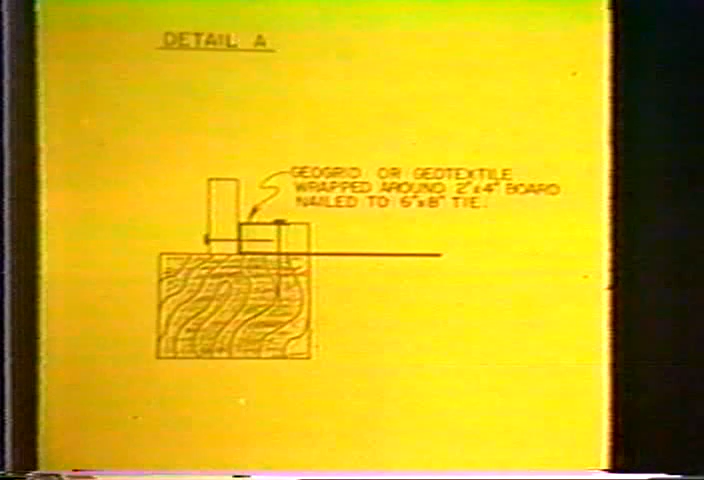 DETAIL A
GEOGRID OR GEOTEXTILE
WRAPPED AROUND 2"x4" BOARD
NAILED TO 6"x8" TIE.